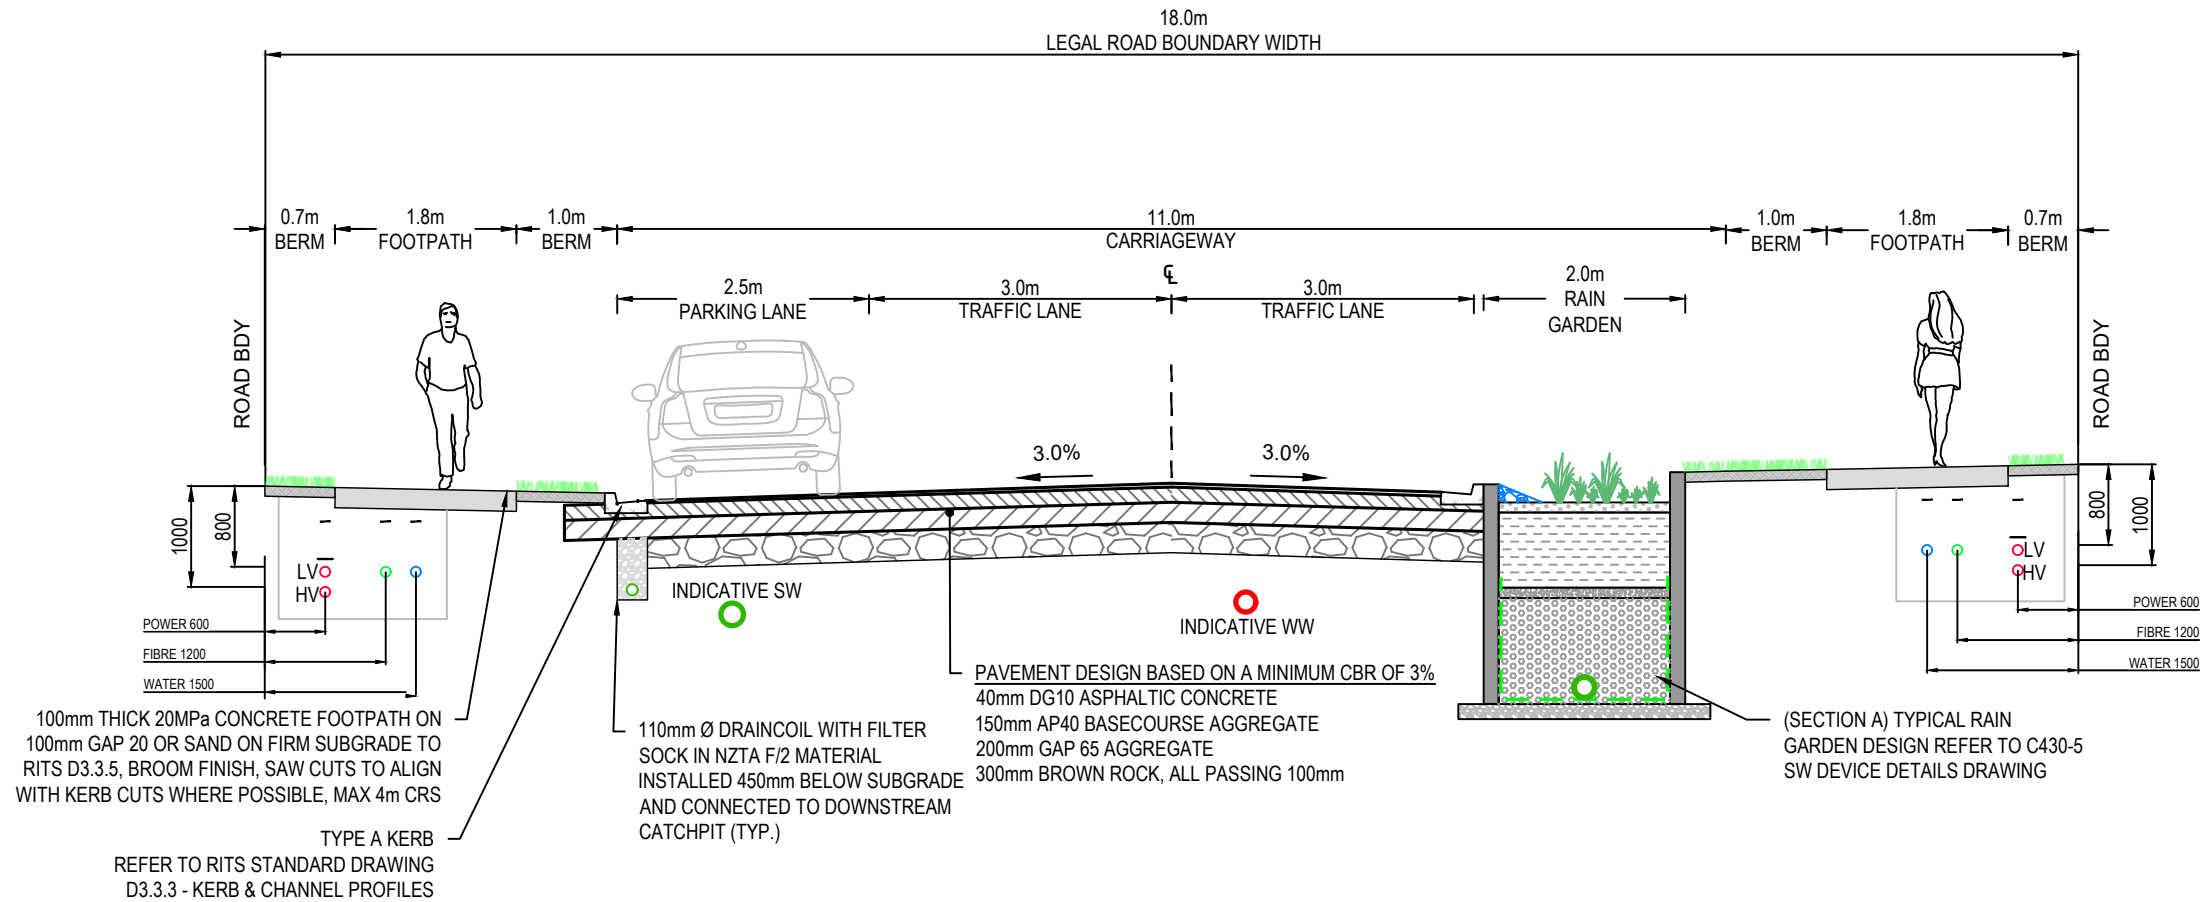 18.0m
LEGAL ROAD BOUNDARY WIDTH
0.7m
BERM
1.8m
FOOTPATH
1.0m
BERM
11.0m
CARRIAGEWAY
1.0m
BERM
1.8m
FOOTPATH
0.7m
BERM
℄
2.5m
PARKING LANE
3.0m
TRAFFIC LANE
3.0m
TRAFFIC LANE
2.0m
RAIN
GARDEN
ROAD BDY
ROAD BDY
3.0%
3.0%
1000
800
800
1000
LV
HV
LV
HV
INDICATIVE SW
INDICATIVE WW
POWER 600
FIBRE 1200
WATER 1500
POWER 600
FIBRE 1200
WATER 1500
100mm THICK 20MPa CONCRETE FOOTPATH ON
100mm GAP 20 OR SAND ON FIRM SUBGRADE TO
RITS D3.3.5, BROOM FINISH, SAW CUTS TO ALIGN
WITH KERB CUTS WHERE POSSIBLE, MAX 4m CRS
TYPE A KERB
REFER TO RITS STANDARD DRAWING
D3.3.3 - KERB & CHANNEL PROFILES
110mm Ø DRAINCOIL WITH FILTER
SOCK IN NZTA F/2 MATERIAL
INSTALLED 450mm BELOW SUBGRADE
AND CONNECTED TO DOWNSTREAM
CATCHPIT (TYP.)
PAVEMENT DESIGN BASED ON A MINIMUM CBR OF 3%
40mm DG10 ASPHALTIC CONCRETE
150mm AP40 BASECOURSE AGGREGATE
200mm GAP 65 AGGREGATE
300mm BROWN ROCK, ALL PASSING 100mm
(SECTION A) TYPICAL RAIN
GARDEN DESIGN REFER TO C430-5
SW DEVICE DETAILS DRAWING